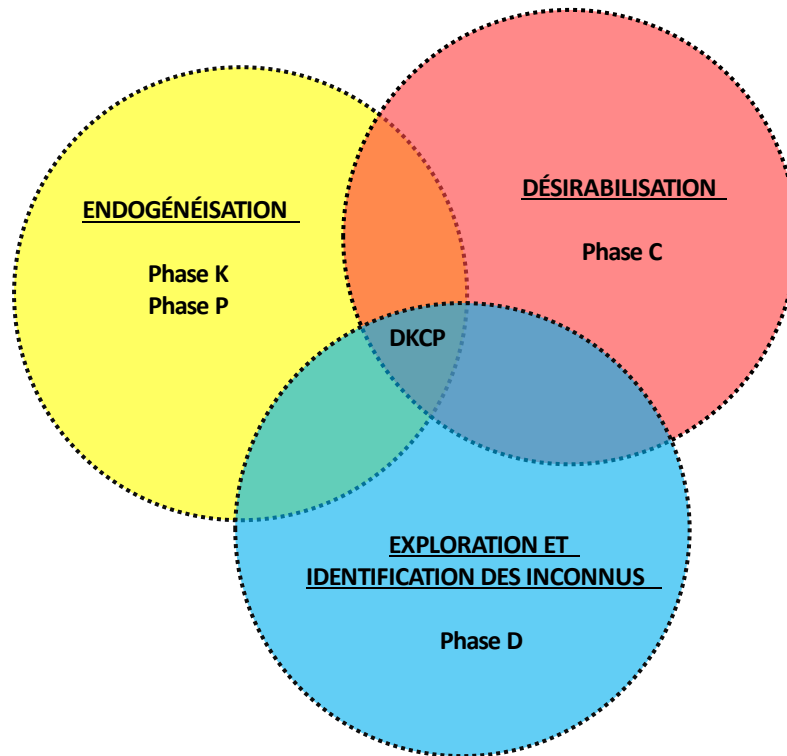 ENDOGÉNÉISATION
Phase K
Phase P
DÉSIRABILISATION
Phase C
DKCP
EXPLORATION ET
IDENTIFICATION DES INCONNUS
Phase D